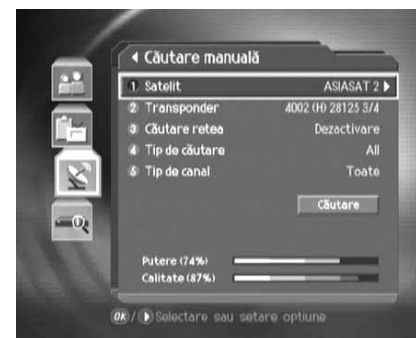 Căutare manuală
1 Satelit ASIASAT 2
2 Transponder 4002 (H) 28125 3/4
3 Căutare retea Dezactivare
4 Tip de căutare All
5 Tip de canal Toate
Căutare
Putere (74%)
Calitate (87%)
OK / Selectare sau setare optiune